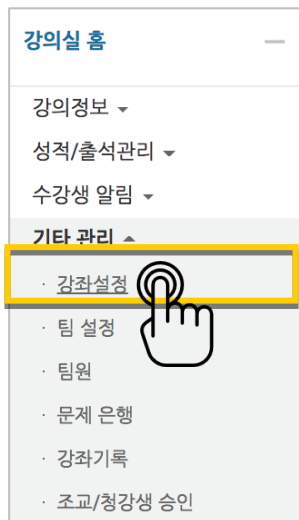 강의실 홈
강의정보
성적/출석관리
수강생 알림
기타 관리
· 강좌설정
· 팀 설정
· 팀원
· 문제 은행
· 강좌기록
· 조교/청강생 승인